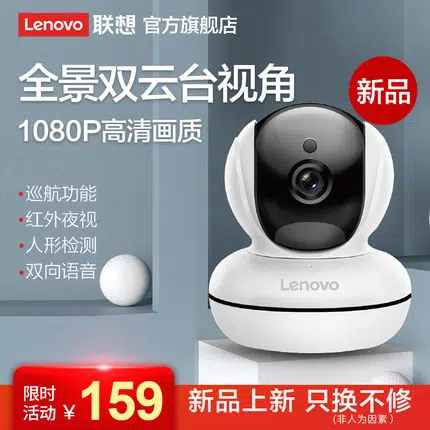 Lenovo 联想 官方旗舰店
全景双云台视角
1080P高清画质
新品
巡航功能
红外夜视
人形检测
双向语音
Lenovo
限时
活动
¥159
新品上新 只换不修
(非人为因素)